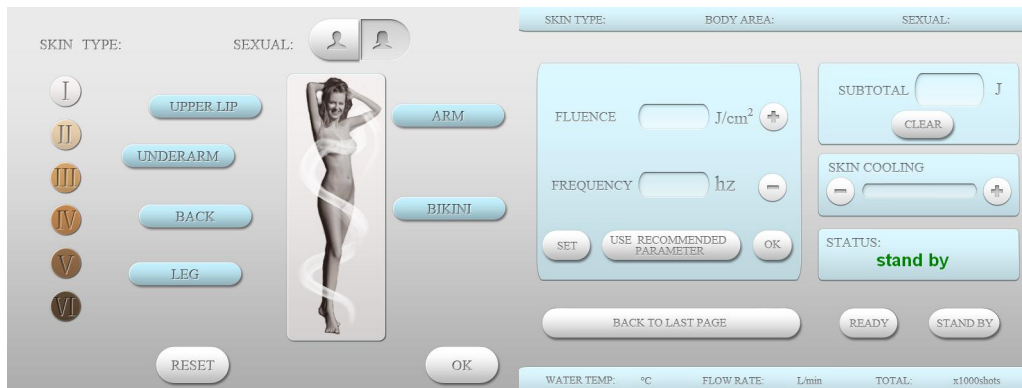 SKIN TYPE:
SEXUAL:
I
II
III
IV
V
VI
UPPER LIP
UNDERARM
BACK
LEG
ARM
BIKINI
RESET
OK
SKIN TYPE:
BODY AREA:
SEXUAL:
FLUENCE
J/cm²
FREQUENCY
hz
SET
USE RECOMMENDED
PARAMETER
OK
SUBTOTAL
J
CLEAR
SKIN COOLING
STATUS:
stand by
BACK TO LAST PAGE
READY
STAND BY
WATER TEMP: °C
FLOW RATE: L/min
TOTAL: x1000shots